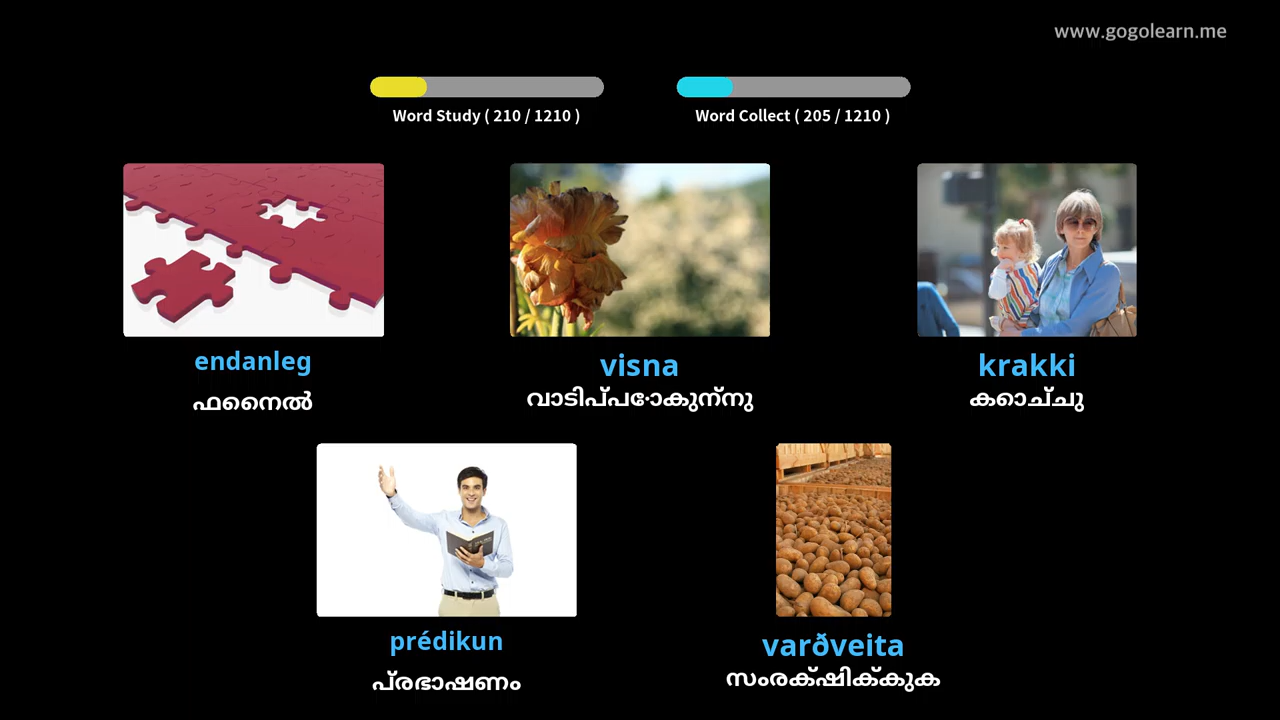 www.gogolearn.me
Word Study ( 210 / 1210 )
Word Collect ( 205 / 1210 )
endanleg
ഫൈനൽ
visna
വാടിപ്പോകുന്നു
krakki
കൊച്ചു
prédikun
പ്രഭാഷണം
varðveita
സംരക്ഷിക്കുക